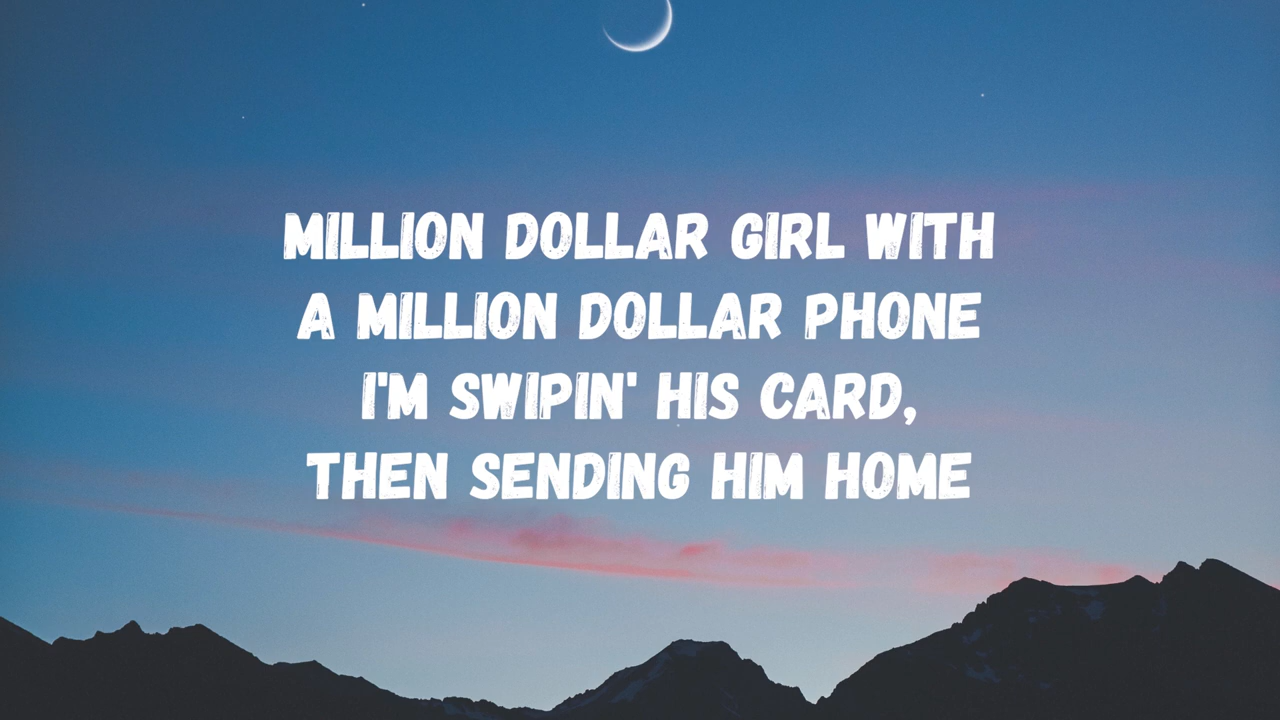 MILLION DOLLAR GIRL WITH
A MILLION DOLLAR PHONE
I'M SWIPIN' HIS CARD,
THEN SENDING HIM HOME